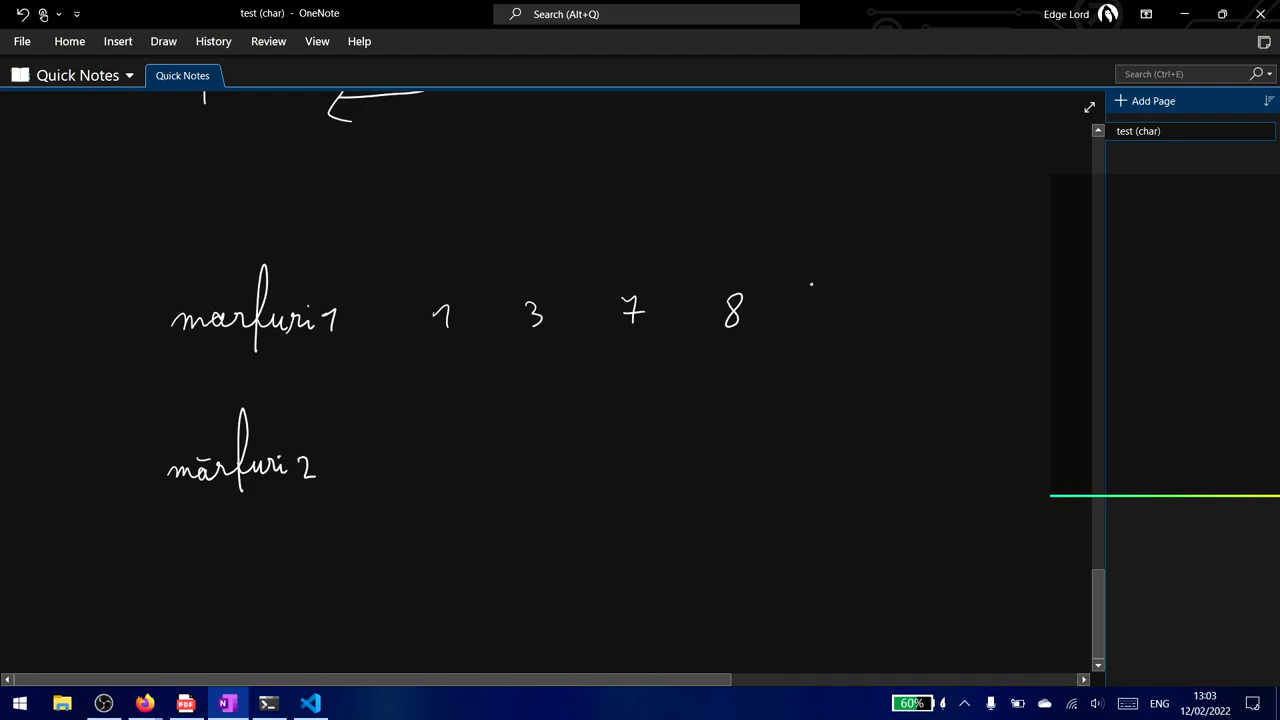 test (char) - OneNote
Search (Alt+Q)
Edge Lord
File Home Insert Draw History Review View Help
Quick Notes
Quick Notes
Search (Ctrl+E)
Add Page
test (char)
marfuri 1 1 3 7 8
mărfuri 2
PDF
N
60%
ENG
13:03
12/02/2022